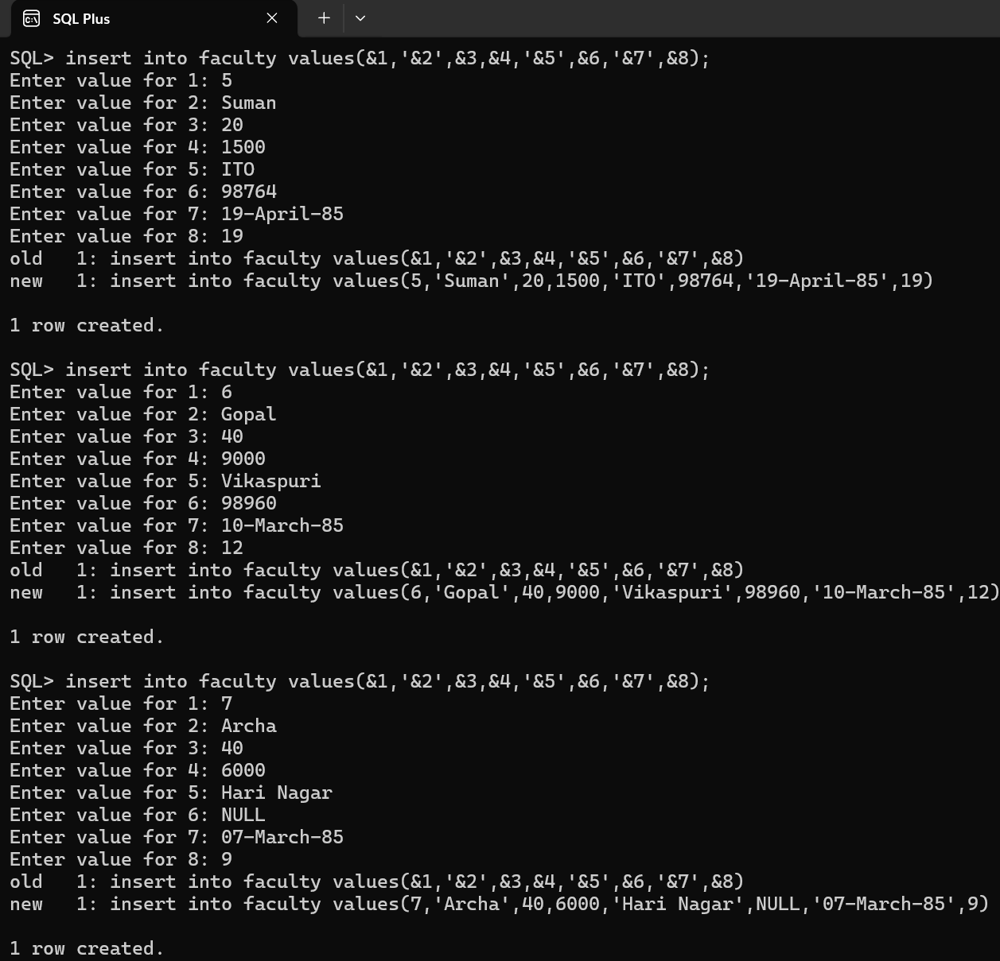 SQL Plus
SQL> insert into faculty values(&1,'&2',&3,&4,'&5',&6,'&7',&8);
Enter value for 1: 5
Enter value for 2: Suman
Enter value for 3: 20
Enter value for 4: 1500
Enter value for 5: ITO
Enter value for 6: 98764
Enter value for 7: 19-April-85
Enter value for 8: 19
old   1: insert into faculty values(&1,'&2',&3,&4,'&5',&6,'&7',&8)
new   1: insert into faculty values(5,'Suman',20,1500,'ITO',98764,'19-April-85',19)
1 row created.
SQL> insert into faculty values(&1,'&2',&3,&4,'&5',&6,'&7',&8);
Enter value for 1: 6
Enter value for 2: Gopal
Enter value for 3: 40
Enter value for 4: 9000
Enter value for 5: Vikaspuri
Enter value for 6: 98960
Enter value for 7: 10-March-85
Enter value for 8: 12
old   1: insert into faculty values(&1,'&2',&3,&4,'&5',&6,'&7',&8)
new   1: insert into faculty values(6,'Gopal',40,9000,'Vikaspuri',98960,'10-March-85',12)
1 row created.
SQL> insert into faculty values(&1,'&2',&3,&4,'&5',&6,'&7',&8);
Enter value for 1: 7
Enter value for 2: Archa
Enter value for 3: 40
Enter value for 4: 6000
Enter value for 5: Hari Nagar
Enter value for 6: NULL
Enter value for 7: 07-March-85
Enter value for 8: 9
old   1: insert into faculty values(&1,'&2',&3,&4,'&5',&6,'&7',&8)
new   1: insert into faculty values(7,'Archa',40,6000,'Hari Nagar',NULL,'07-March-85',9)
1 row created.